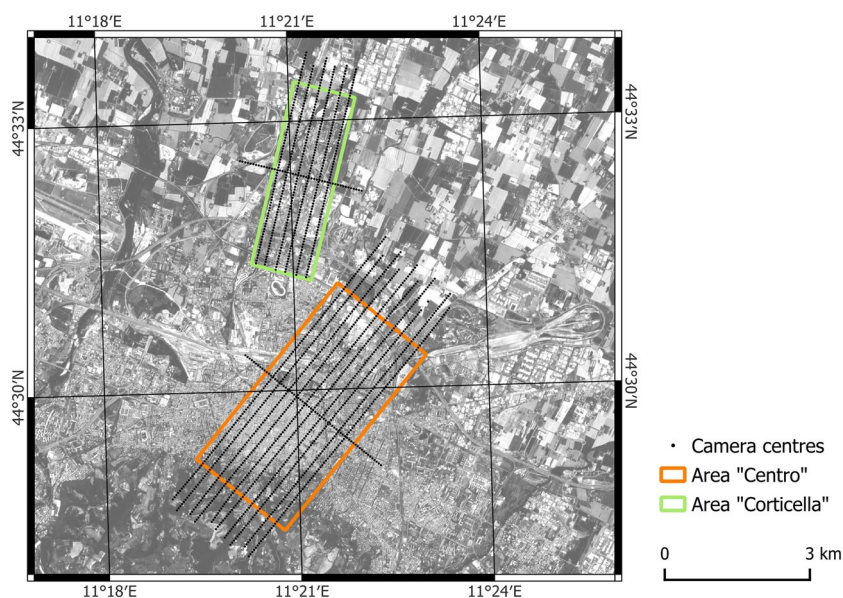 11°18′E
11°21′E
11°24′E
44°33′N
44°33′N
44°30′N
44°30′N
Camera centres
Area "Centro"
Area "Corticella"
0
3 km
11°18′E
11°21′E
11°24′E